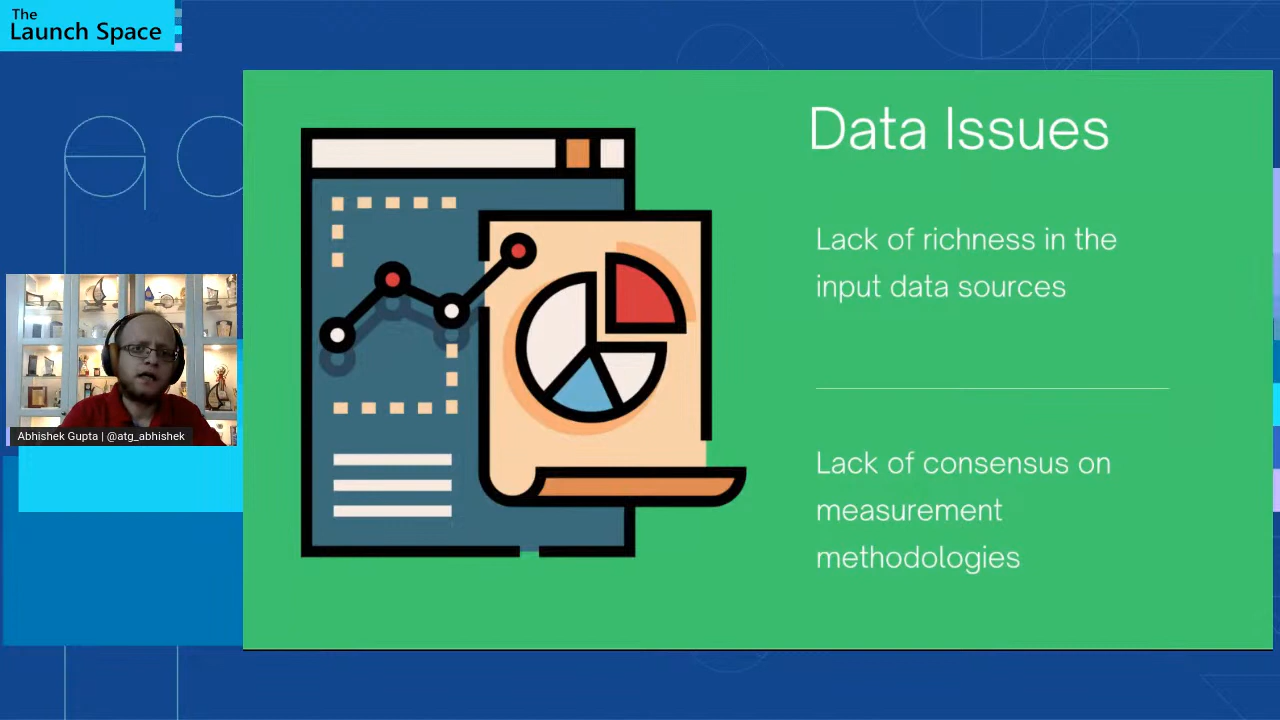 The
Launch Space
Data Issues
Lack of richness in the
input data sources
Lack of consensus on
measurement
methodologies
Abhishek Gupta | @atg_abhishek